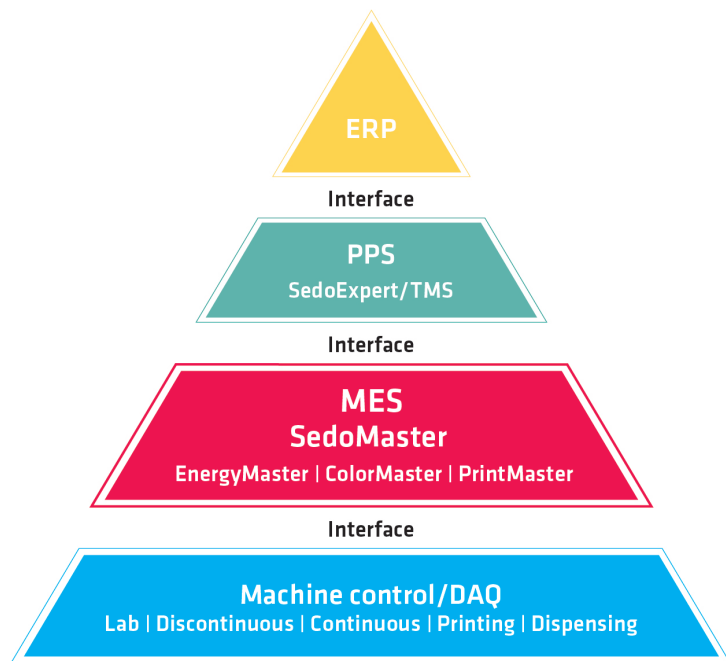 ERP
Interface
PPS
SedoExpert/TMS
Interface
MES
SedoMaster
EnergyMaster | ColorMaster | PrintMaster
Interface
Machine control/DAQ
Lab | Discontinuous | Continuous | Printing | Dispensing